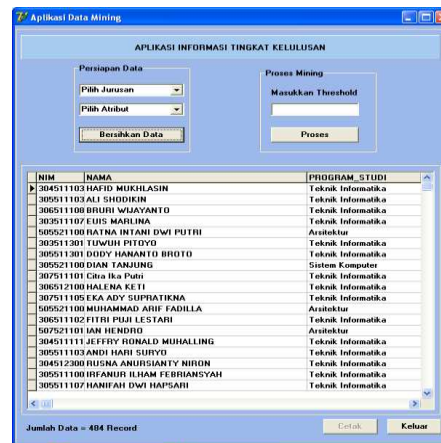 Aplikasi Data Mining
APLIKASI INFORMASI TINGKAT KELULUSAN
Persiapan Data
Pilih Jurusan
Pilih Atribut
Bersihkan Data
Proses Mining
Masukkan Threshold
Proses
NIM NAMA PROGRAM_STUDI
304511103 HAFID MUKHLASIN Teknik Informatika
305511103 ALI SHODIKIN Teknik Informatika
306511108 BRURI WIJAYANTO Teknik Informatika
303511107 EUIS MARLINA Teknik Informatika
505521100 RATNA INTANI DWI PUTRI Arsitektur
303511301 TUWUH PITOYO Teknik Informatika
305511301 DODY HANANTO BROTO Teknik Informatika
305521100 DIAN TANJUNG Sistem Komputer
307511101 Citra Ika Putri Teknik Informatika
306512100 HALENA KETI Teknik Informatika
307511105 EKA ADY SUPRATIKNA Teknik Informatika
505521100 MUHAMMAD ARIF FADILLA Arsitektur
306511102 FITRI PUJI LESTARI Teknik Informatika
507521101 IAN HENDRO Arsitektur
304511111 JEFFRY RONALD MUHALLING Teknik Informatika
305511103 ANDI HARI SURYO Teknik Informatika
304512300 RUSNA ANURSIANTY NIRON Teknik Informatika
305511100 IRFANUR ILHAM FEBRIANSYAH Teknik Informatika
305511107 HANIFAH DWI HAPSARI Teknik Informatika
Jumlah Data = 484 Record
Cetak
Keluar